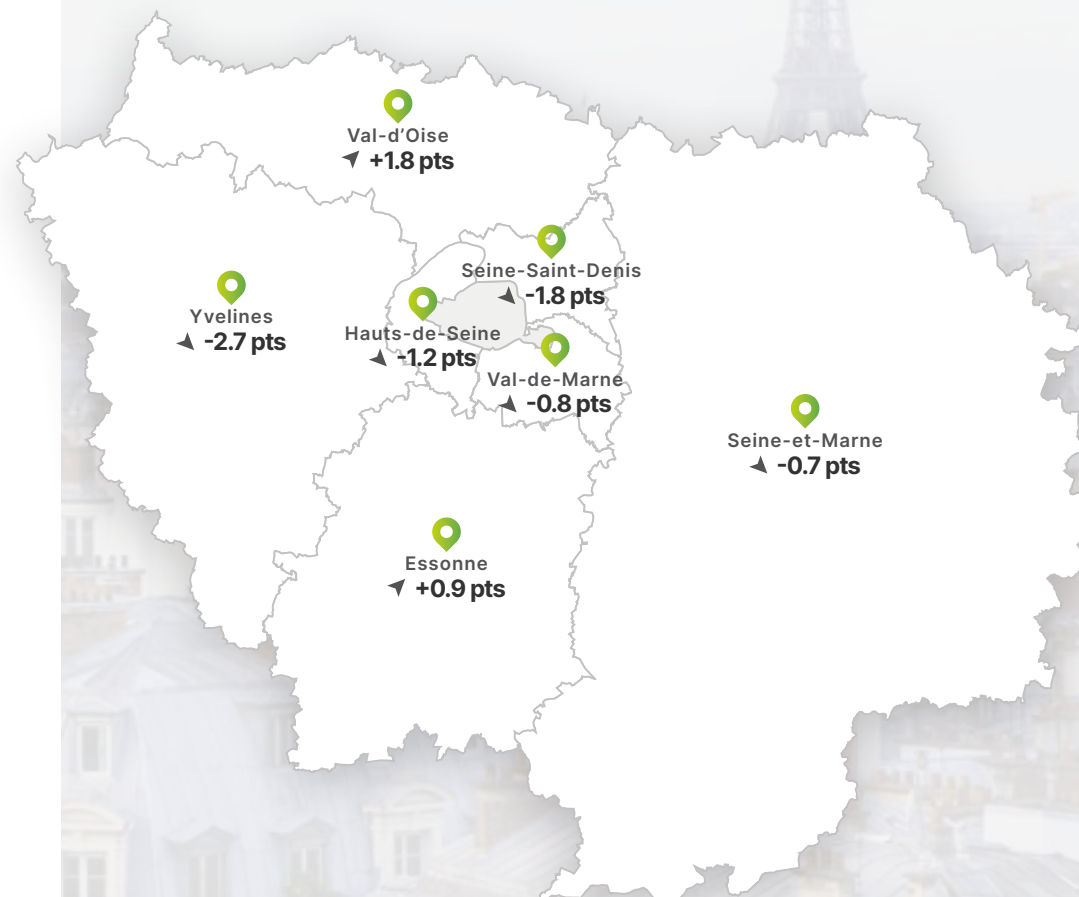 Val-d’Oise
+1.8 pts
Seine-Saint-Denis
-1.8 pts
Yvelines
-2.7 pts
Hauts-de-Seine
-1.2 pts
Val-de-Marne
-0.8 pts
Seine-et-Marne
-0.7 pts
Essonne
+0.9 pts